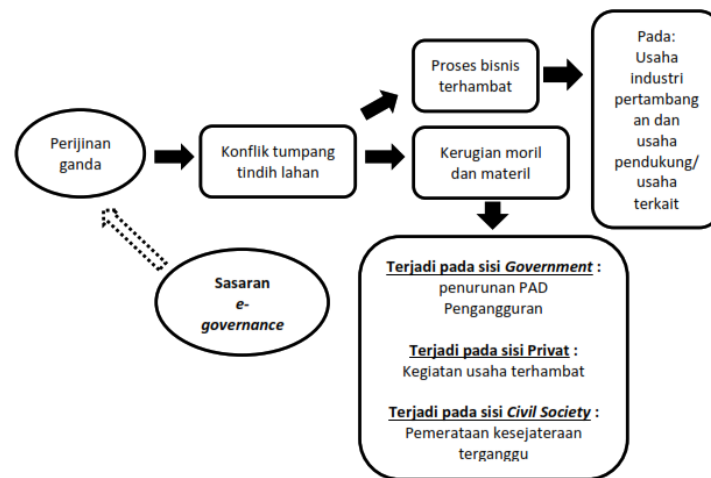 Perijinan
ganda
Konflik tumpang
tindih lahan
Proses bisnis
terhambat
Pada:
Usaha
industri
pertambang
an dan
usaha
pendukung/
usaha
terkait
Kerugian moril
dan materil
Sasaran
e-
governance
Terjadi pada sisi Government :
penurunan PAD
Pengangguran
Terjadi pada sisi Privat :
Kegiatan usaha terhambat
Terjadi pada sisi Civil Society :
Pemerataan kesejateraan
terganggu